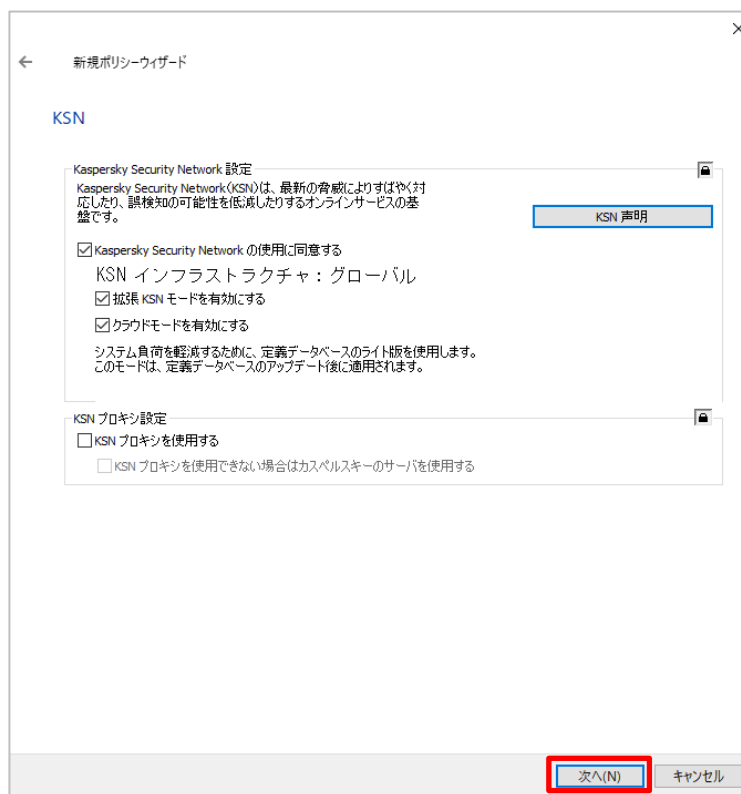 新規ポリシーウィザード
KSN
Kaspersky Security Network 設定
Kaspersky Security Network(KSN)は、最新の脅威によりすばやく対
応したり、誤検知の可能性を低減したりするオンラインサービスの基
盤です。
KSN 声明
Kaspersky Security Network の使用に同意する
KSN インフラストラクチャ：グローバル
拡張 KSN モードを有効にする
クラウドモードを有効にする
システム負荷を軽減するために、定義データベースのライト版を使用します。
このモードは、定義データベースのアップデート後に適用されます。
KSN プロキシ設定
KSN プロキシを使用する
KSN プロキシを使用できない場合はカスペルスキーのサーバを使用する
次へ(N)
キャンセル